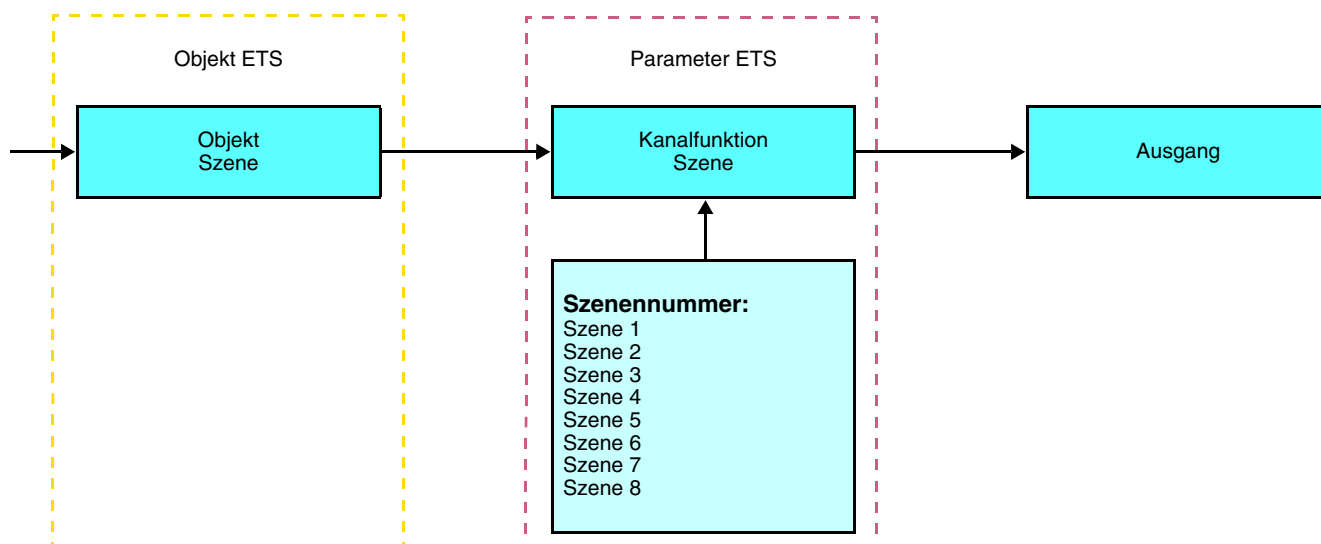 Objekt ETS
Parameter ETS
Objekt
Szene
Kanalfunktion
Szene
Ausgang
Szenennummer:
Szene 1
Szene 2
Szene 3
Szene 4
Szene 5
Szene 6
Szene 7
Szene 8